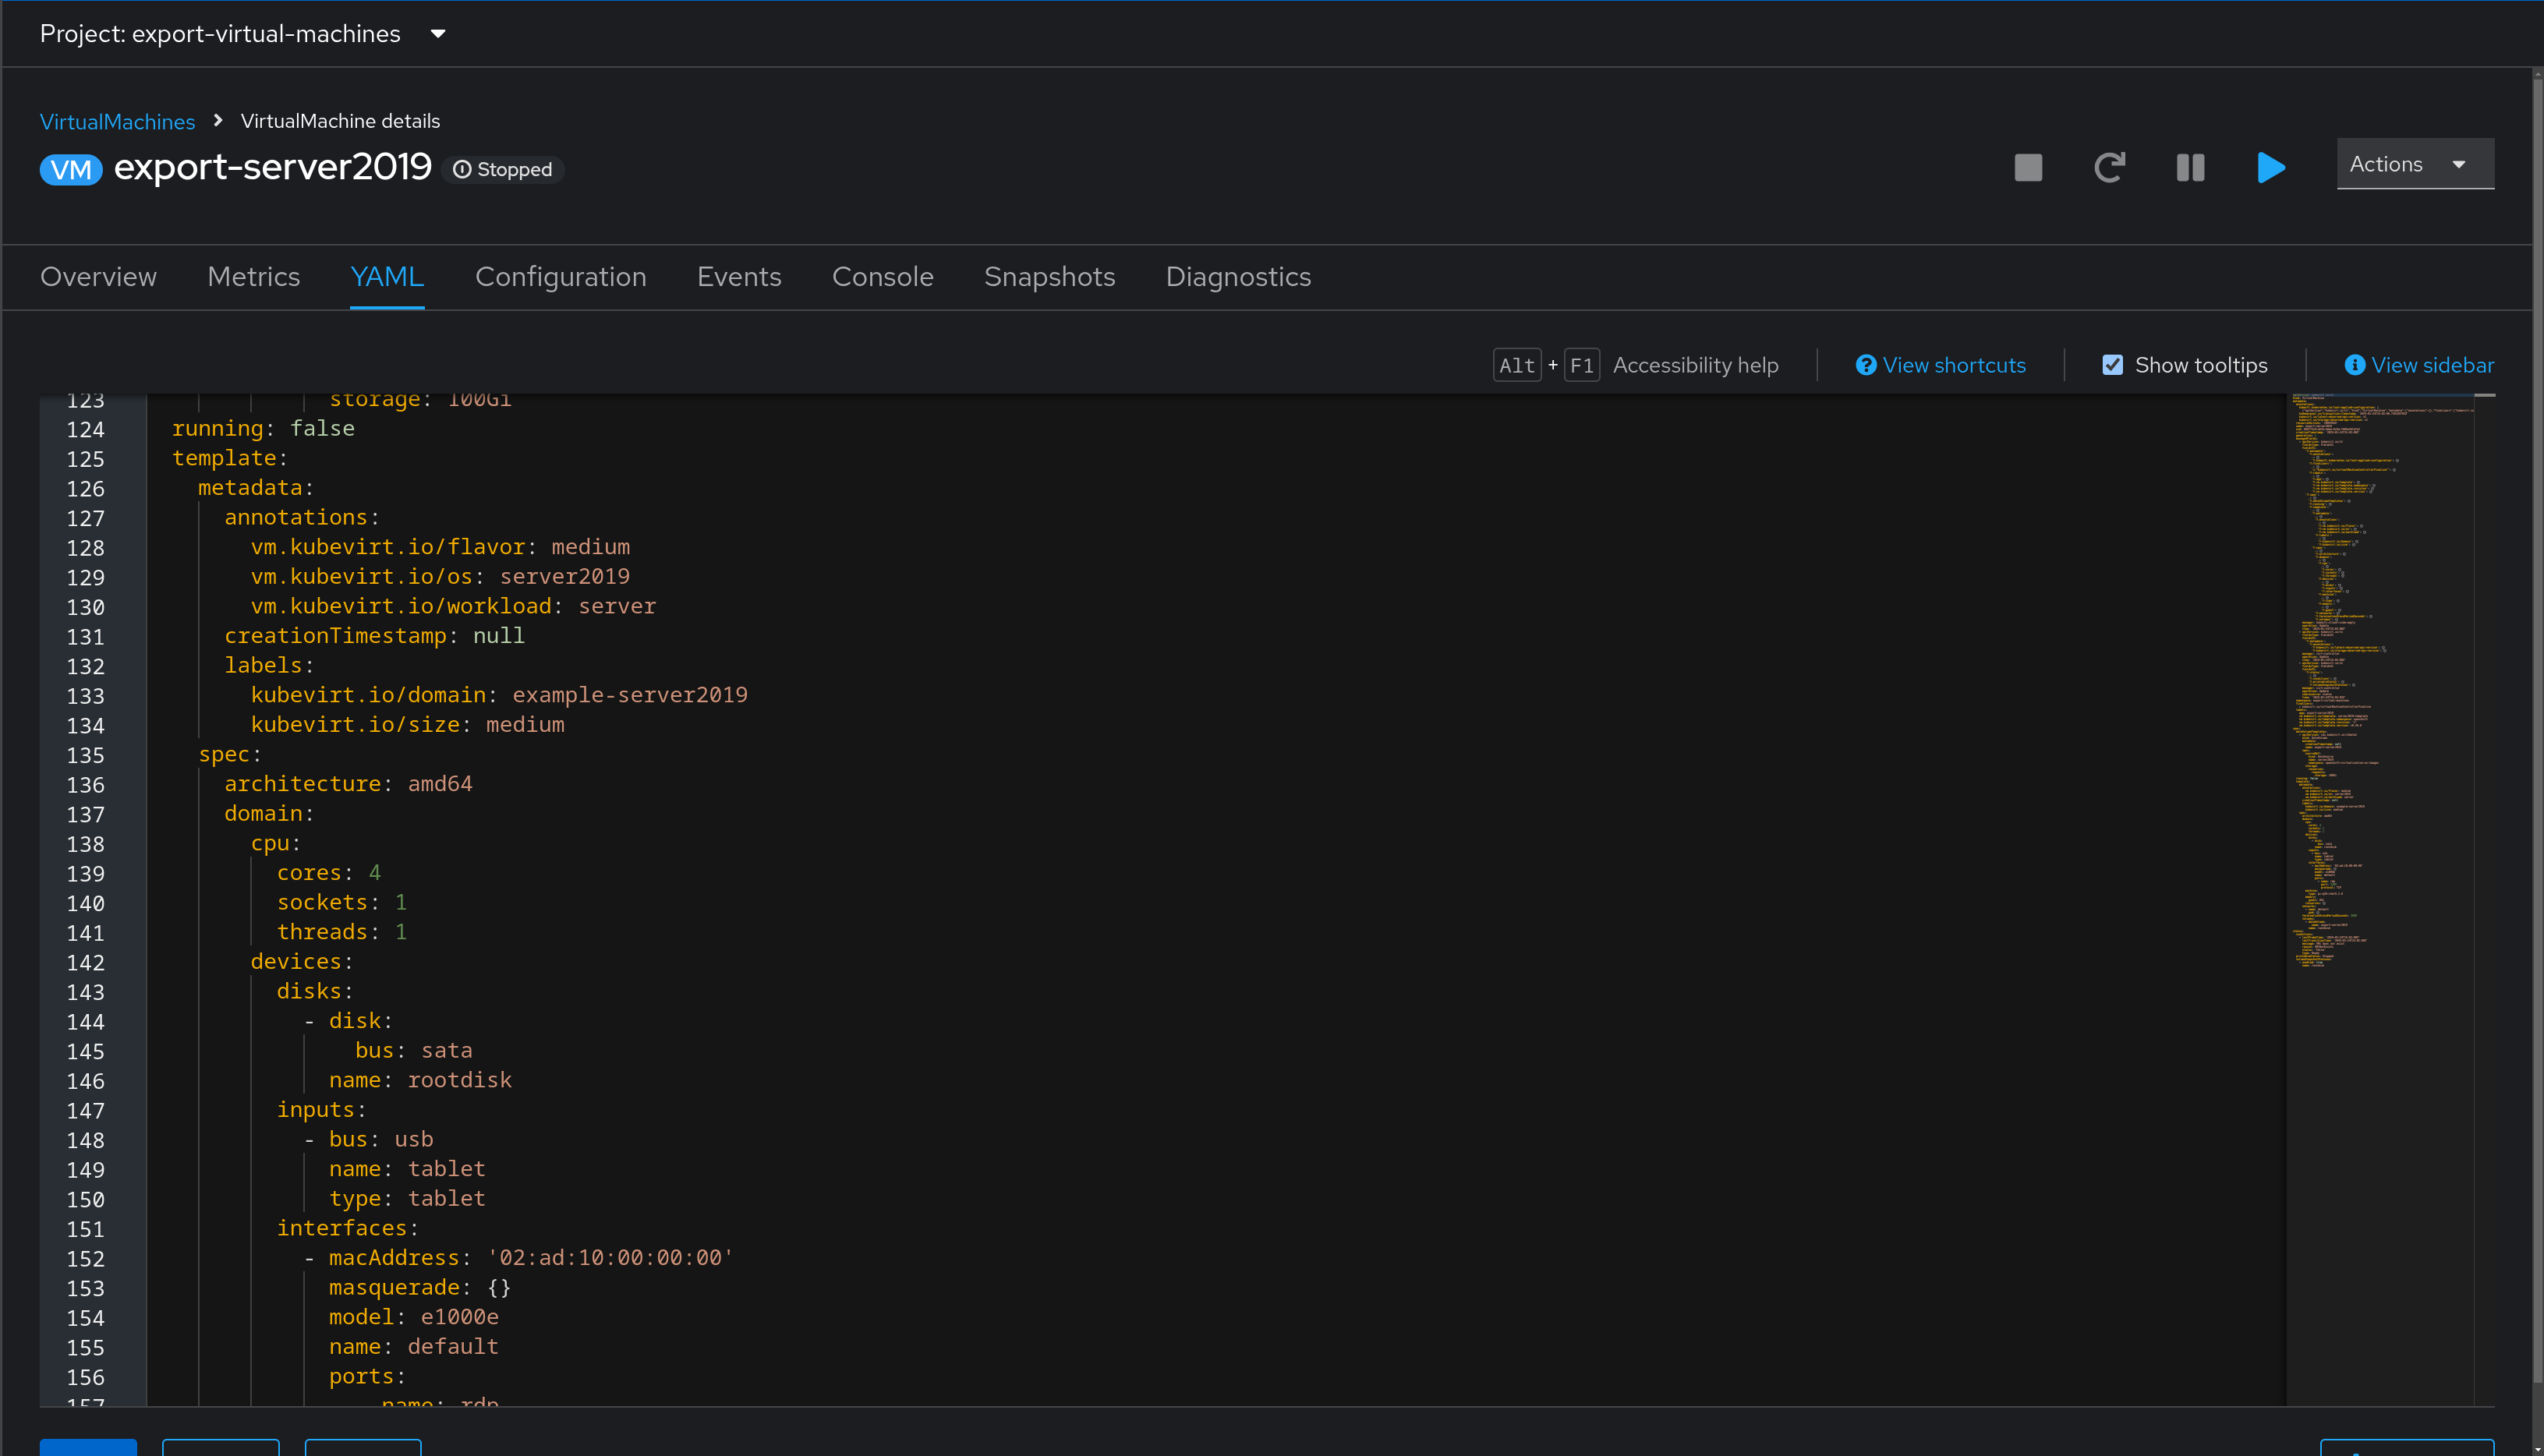 Project: export-virtual-machines
VirtualMachines > VirtualMachine details
VM export-server2019 Stopped
Actions
Overview Metrics YAML Configuration Events Console Snapshots Diagnostics
Alt + F1 Accessibility help View shortcuts Show tooltips View sidebar
123 storage: 100Gi
124 running: false
125 template:
126 metadata:
127 annotations:
128 vm.kubevirt.io/flavor: medium
129 vm.kubevirt.io/os: server2019
130 vm.kubevirt.io/workload: server
131 creationTimestamp: null
132 labels:
133 kubevirt.io/domain: example-server2019
134 kubevirt.io/size: medium
135 spec:
136 architecture: amd64
137 domain:
138 cpu:
139 cores: 4
140 sockets: 1
141 threads: 1
142 devices:
143 disks:
144 - disk:
145 bus: sata
146 name: rootdisk
147 inputs:
148 - bus: usb
149 name: tablet
150 type: tablet
151 interfaces:
152 - macAddress: '02:ad:10:00:00:00'
153 masquerade: {}
154 model: e1000e
155 name: default
156 ports:
157 name: rdp